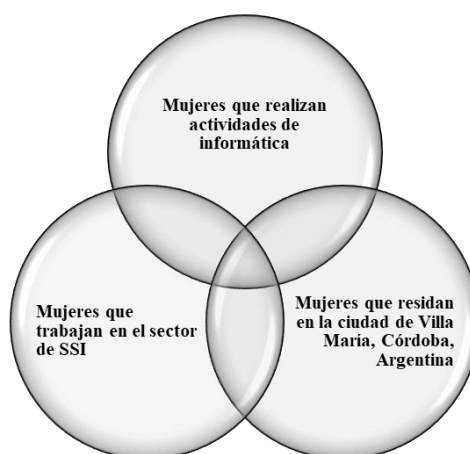 Mujeres que realizan
actividades de
informática
Mujeres que
trabajan en el sector
de SSI
Mujeres que residan
en la ciudad de Villa
María, Córdoba,
Argentina